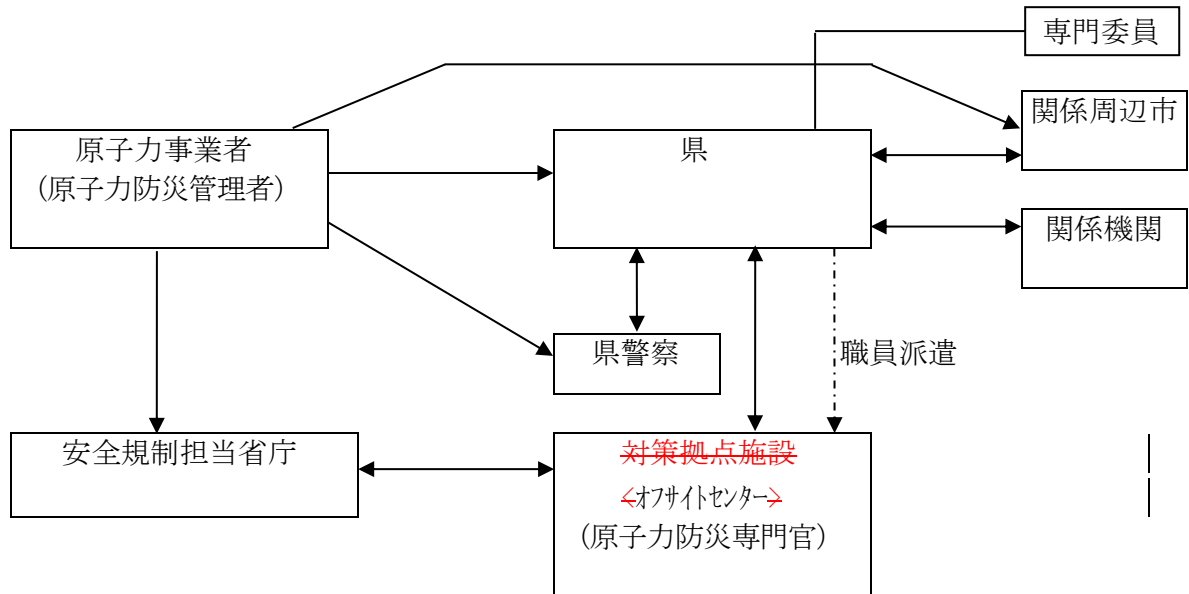 専門委員
関係周辺市
原子力事業者
(原子力防災管理者)
県
関係機関
県警察
職員派遣
安全規制担当省庁
対策拠点施設
<オフサイトセンター>
(原子力防災専門官)